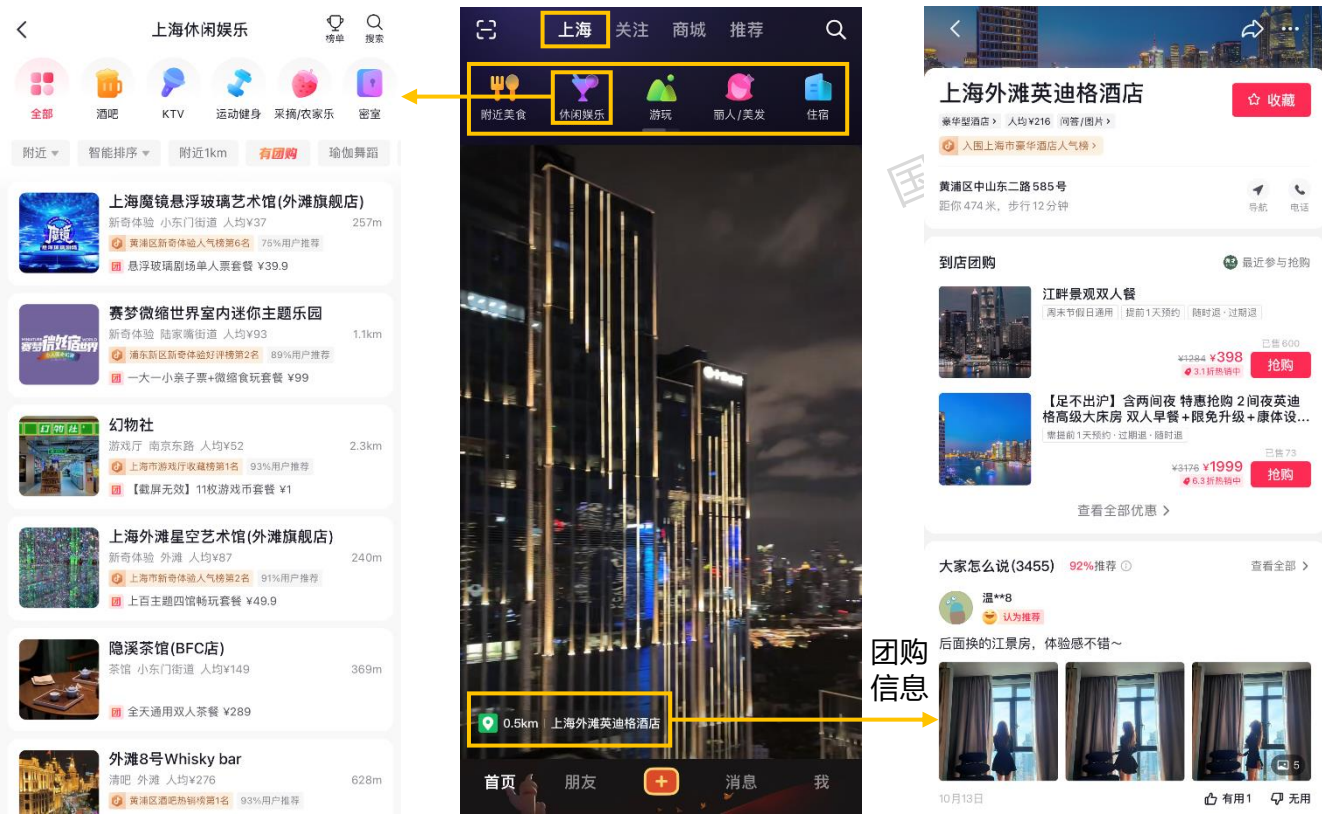 上海休闲娱乐
榜单
搜索
全部
酒吧
KTV
运动健身
采摘/农家乐
密室
附近
智能排序
附近1km
有团购
瑜伽舞蹈
魔镜
上海魔镜悬浮玻璃艺术馆(外滩旗舰店)
新奇体验 小东门街道 人均¥37
257m
黄浦区新奇体验人气榜第6名 75%用户推荐
团 悬浮玻璃剧场单人票套餐 ¥39.9
赛梦微缩世界室内迷你主题乐园
新奇体验 陆家嘴街道 人均¥93
1.1km
浦东新区新奇体验好评榜第2名 89%用户推荐
团 一大一小亲子票+微缩食玩套餐 ¥99
幻物社
幻物社
游戏厅 南京东路 人均¥52
2.3km
上海市游戏厅收藏榜第1名 93%用户推荐
团 【截屏无效】11枚游戏币套餐 ¥1
上海外滩星空艺术馆(外滩旗舰店)
新奇体验 外滩 人均¥87
240m
上海市新奇体验人气榜第2名 91%用户推荐
团 上百主题四馆畅玩套餐 ¥49.9
隐溪茶馆(BFC店)
茶馆 小东门街道 人均¥149
369m
团 全天通用双人茶餐 ¥289
外滩8号Whisky bar
清吧 外滩 人均¥276
628m
黄浦区酒吧热销榜第1名 93%用户推荐
上海 关注 商城 推荐
附近美食
休闲娱乐
游玩
丽人/美发
住宿
0.5km 上海外滩英迪格酒店
首页 朋友 消息 我
团购
信息
国
上海外滩英迪格酒店
收藏
豪华型酒店 人均¥216 问答/图片
入围上海市豪华酒店人气榜
黄浦区中山东二路585号
距你474米，步行12分钟
导航
电话
到店团购
最近参与抢购
江畔景观双人餐
周末节假日通用 提前1天预约 随时退·过期退
已售600
¥1284 ¥398
3.1折热销中
抢购
【足不出沪】含两间夜 特惠抢购 2间夜英迪
格高级大床房 双人早餐+限免升级+康体设...
需提前1天预约·过期退·随时退
已售73
¥3176 ¥1999
6.3折热销中
抢购
查看全部优惠
大家怎么说(3455) 92%推荐
查看全部
温**8
认为推荐
后面换的江景房，体验感不错～
5
10月13日
有用1
无用